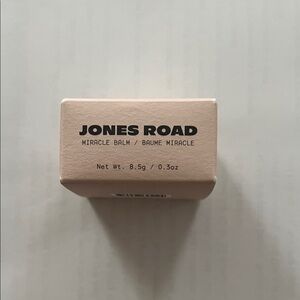 JONES ROAD
MIRACLE BALM / BAUME MIRACLE
Net Wt. 8.5g / 0.3oz